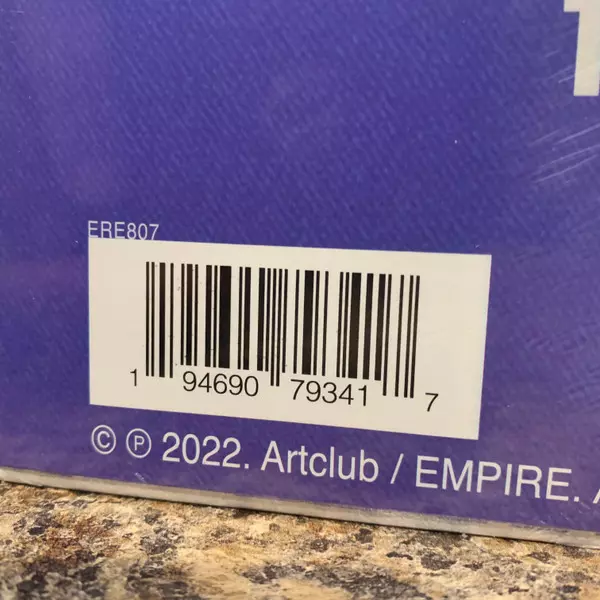 ERE807
1 94690 79341 7
© ℗ 2022. Artclub / EMPIRE.